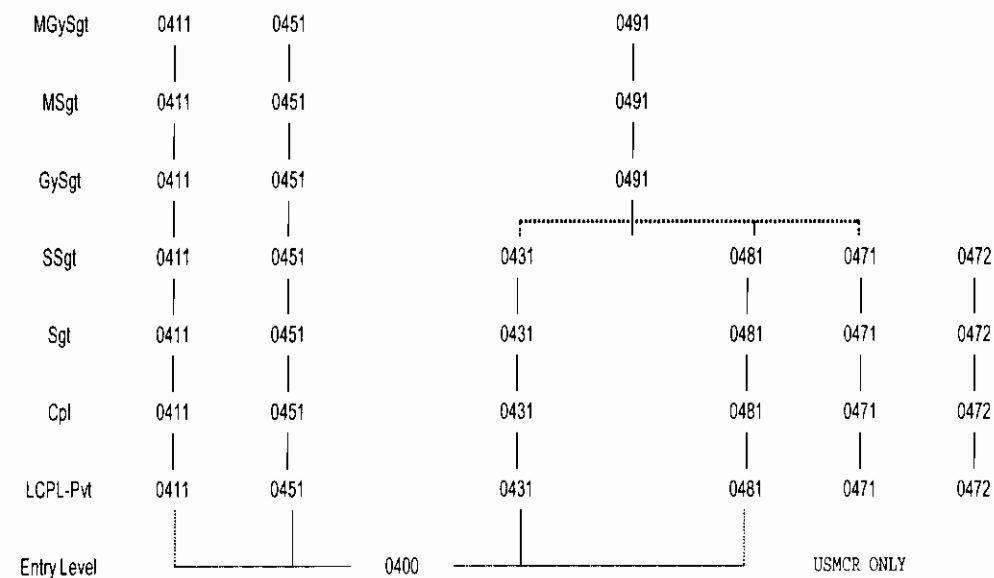 MGySgt 0411 0451 0491
MSgt 0411 0451 0491
GySgt 0411 0451 0491
SSgt 0411 0451 0431 0481 0471 0472
Sgt 0411 0451 0431 0481 0471 0472
Cpl 0411 0451 0431 0481 0471 0472
LCPL-Pvt 0411 0451 0431 0481 0471 0472
Entry Level 0400 USMCR ONLY